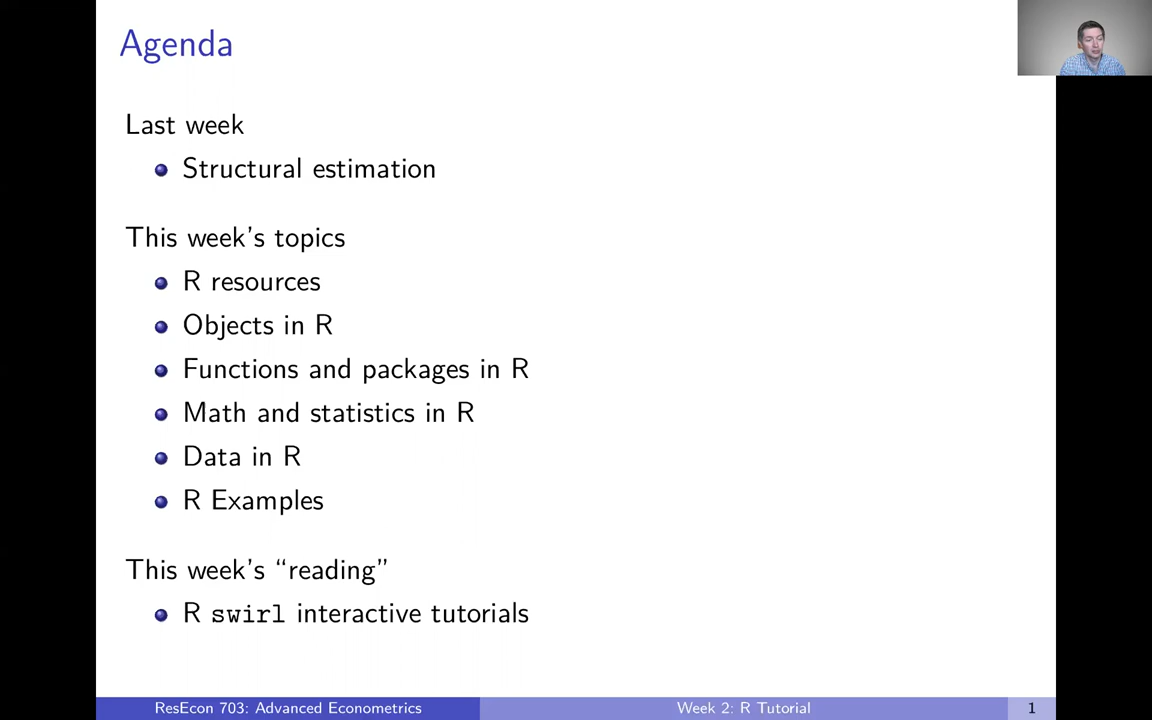 Agenda
Last week
Structural estimation
This week's topics
R resources
Objects in R
Functions and packages in R
Math and statistics in R
Data in R
R Examples
This week's “reading”
R swirl interactive tutorials
ResEcon 703: Advanced Econometrics
Week 2: R Tutorial
1